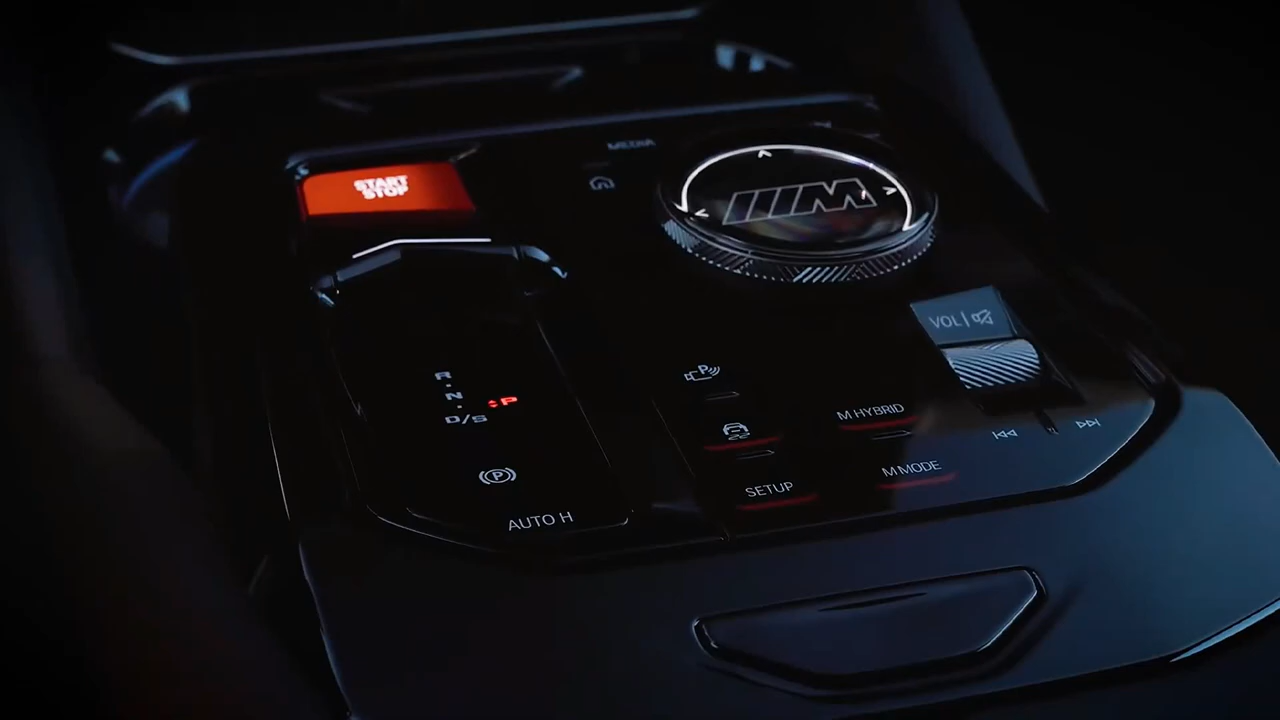 MEDIA
START
STOP
M
VOL
R
N
P
D/S
P
M HYBRID
M MODE
SETUP
P
AUTO H